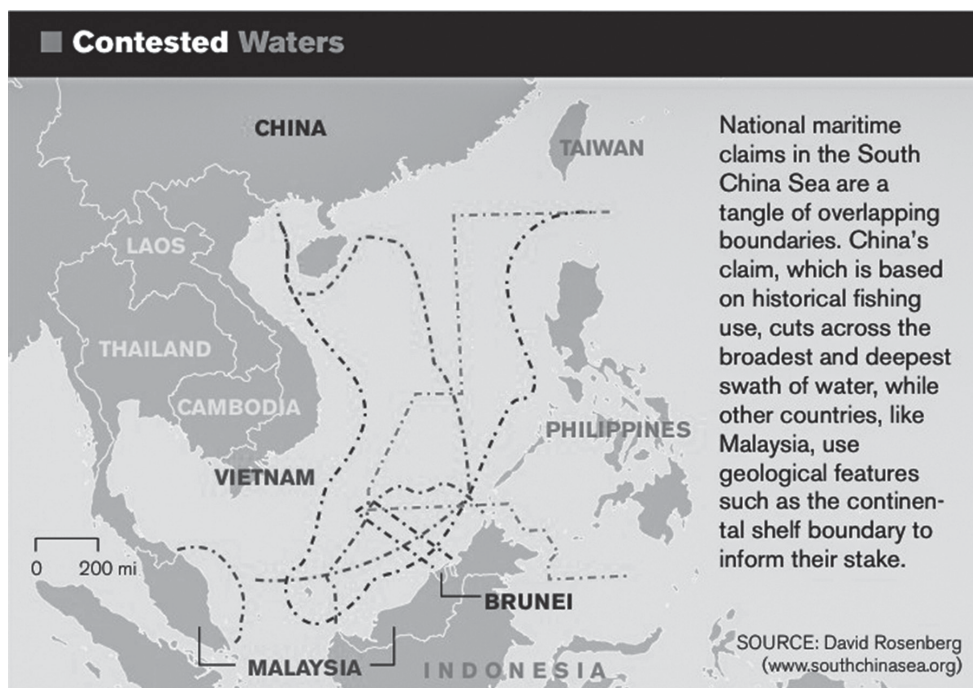 Contested Waters
CHINA
TAIWAN
LAOS
THAILAND
CAMBODIA
VIETNAM
PHILIPPINES
0 200 mi
BRUNEI
MALAYSIA
INDONESIA
National maritime
claims in the South
China Sea are a
tangle of overlapping
boundaries. China’s
claim, which is based
on historical fishing
use, cuts across the
broadest and deepest
swath of water, while
other countries, like
Malaysia, use
geological features
such as the continen-
tal shelf boundary to
inform their stake.
SOURCE: David Rosenberg
(www.southchinasea.org)